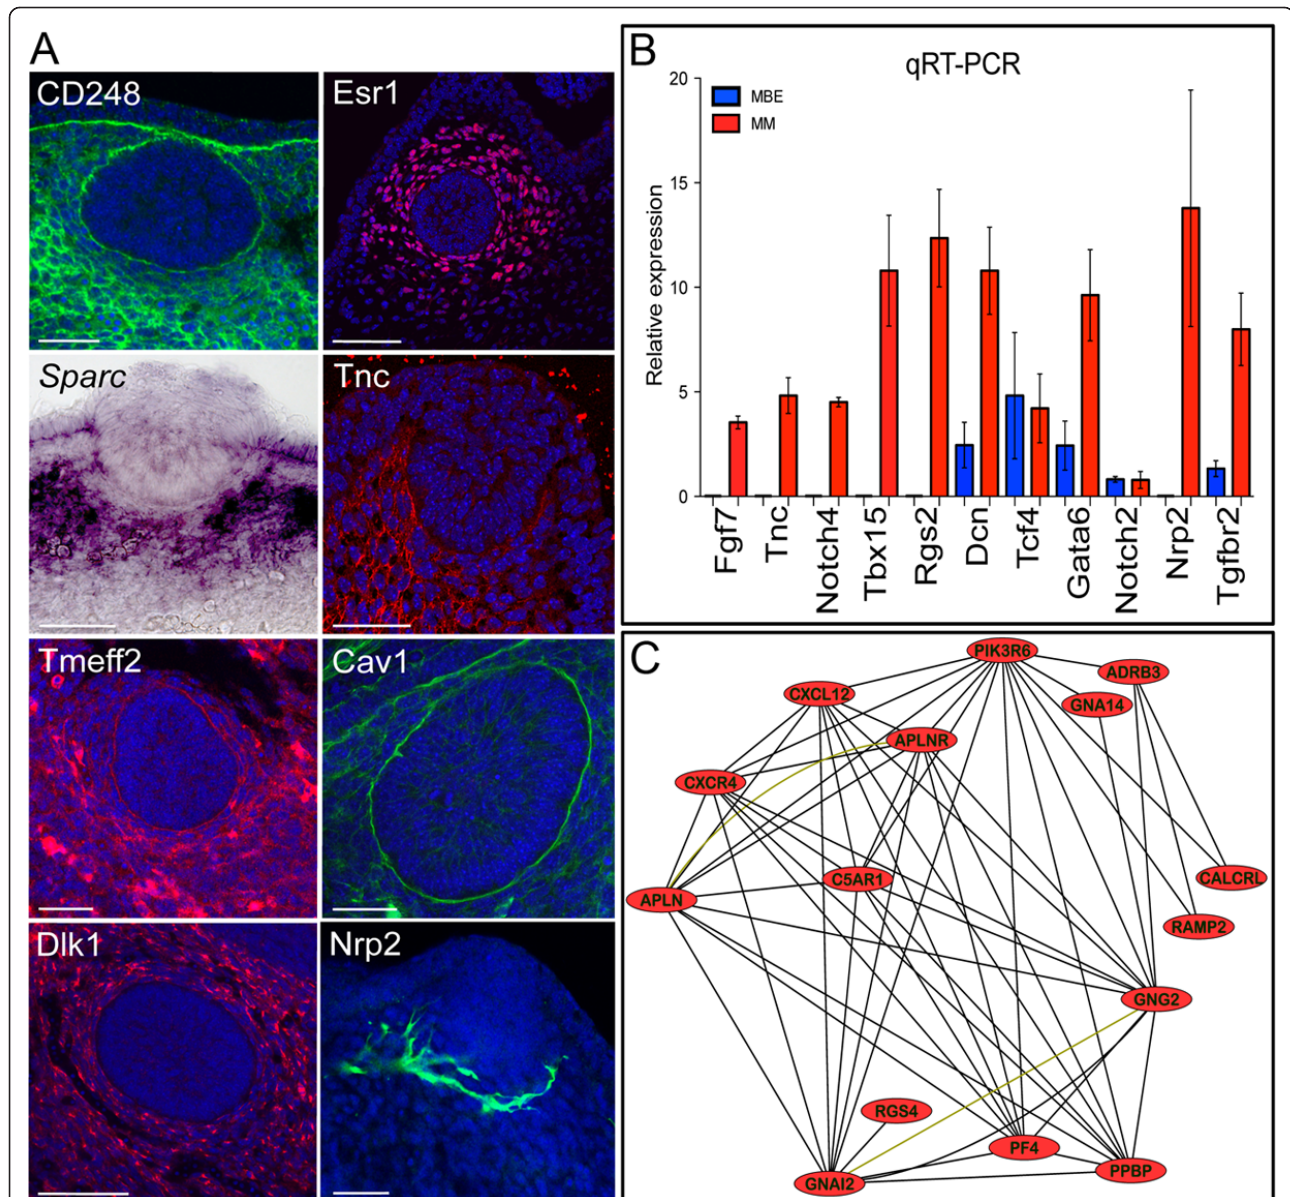 A
CD248
Esr1
Sparc
Tnc
Tmeff2
Cav1
Dlk1
Nrp2
B
qRT-PCR
MBE
MM
Relative expression
20
15
10
5
0
Fgf7
Tnc
Notch4
Tbx15
Rgs2
Dcn
Tcf4
Gata6
Notch2
Nrp2
Tgfbr2
C
PIK3R6
ADRB3
CXCL12
GNA14
APLNR
CXCR4
C5AR1
CALCRL
APLN
RAMP2
GNG2
RGS4
PF4
PPBP
GNAI2